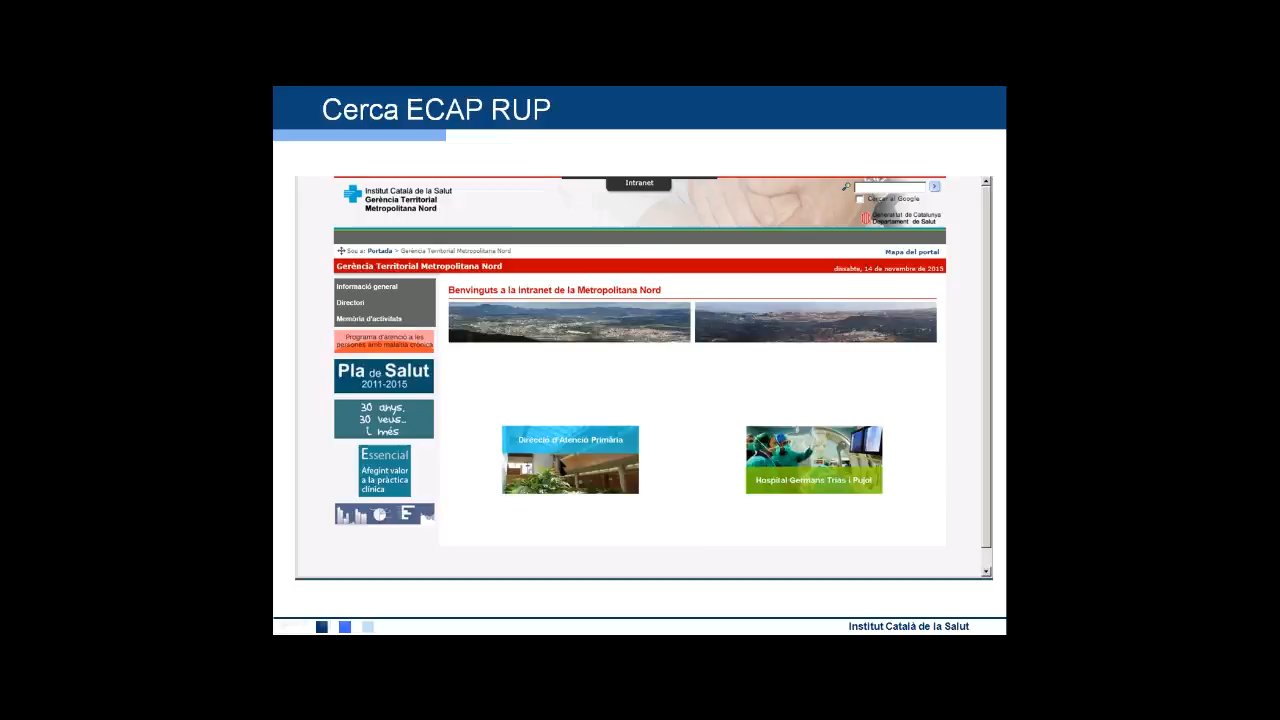 Cerca ECAP RUP
Institut Català de la Salut
Gerència Territorial
Metropolitana Nord
Intranet
Cercar al Google
Generalitat de Catalunya
Departament de Salut
Sou a: Portada > Gerència Territorial Metropolitana Nord
Mapa del portal
Gerència Territorial Metropolitana Nord
dissabte, 14 de novembre de 2015
Informació general
Directori
Memòria d'activitats
Programa d'atenció a les
persones amb malaltia crònica
Pla de Salut
2011-2015
30 anys,
30 veus...
i més
Essencial
Afegint valor
a la pràctica
clínica
Benvinguts a la intranet de la Metropolitana Nord
Direcció d'Atenció Primària
Hospital Germans Trias i Pujol
Institut Català de la Salut